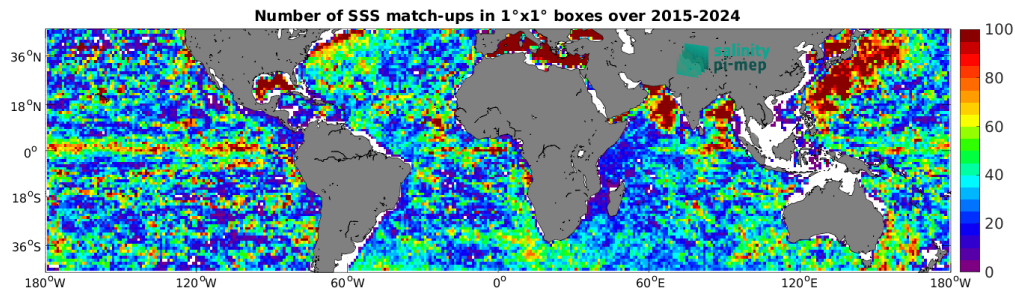 Number of SSS match-ups in 1°x1° boxes over 2015-2024
salinity
pi-mep
36°N
18°N
0°
18°S
36°S
180°W 120°W 60°W 0° 60°E 120°E 180°W
100
80
60
40
20
0